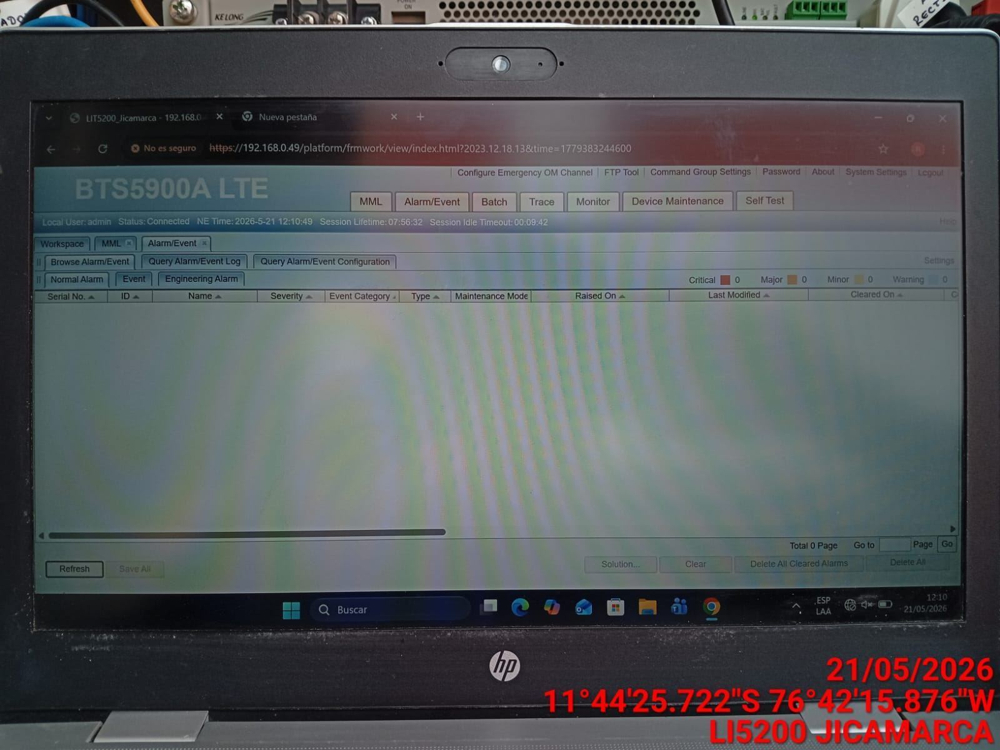 POWER
ON
KELONG
RECT
LIT5200_Jicamarca - 192.168.0
Nueva pestaña
No es seguro
https://192.168.0.49/platform/frmwork/view/index.html?2023.12.18.13&time=1779383244600
Configure Emergency OM Channel | FTP Tool | Command Group Settings | Password | About | System Settings | Logout
BTS5900A LTE
MML Alarm/Event Batch Trace Monitor Device Maintenance Self Test
Local User: admin Status: Connected NE Time: 2026-5-21 12:10:49 Session Lifetime: 07:56:32 Session Idle Timeout: 00:09:42 Help
Workspace MML Alarm/Event
Browse Alarm/Event Query Alarm/Event Log Query Alarm/Event Configuration Settings
Normal Alarm Event Engineering Alarm Critical 0 Major 0 Minor 0 Warning 0
Serial No. ID Name Severity Event Category Type Maintenance Mode Raised On Last Modified Cleared On C
Total 0 Page Go to Page Go
Refresh Save All Solution... Clear Delete All Cleared Alarms Delete All
Buscar
ESP
LAA
12:10
21/05/2026
hp
21/05/2026
11°44'25.722"S 76°42'15.876"W
LI5200 JICAMARCA